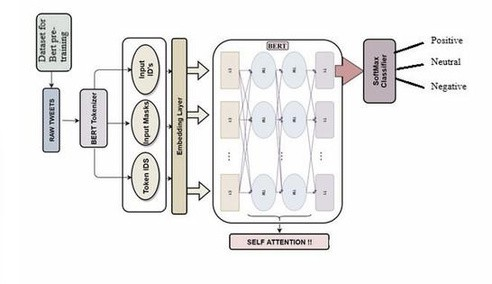 Dataset for
Bert pre-
training
RAW TWEETS
BERT Tokenizer
Input
ID's
Input Masks
Token IDS
Embedding Layer
BERT
...
...
...
SELF ATTENTION !!
SoftMax
Classifier
Positive
Neutral
Negative